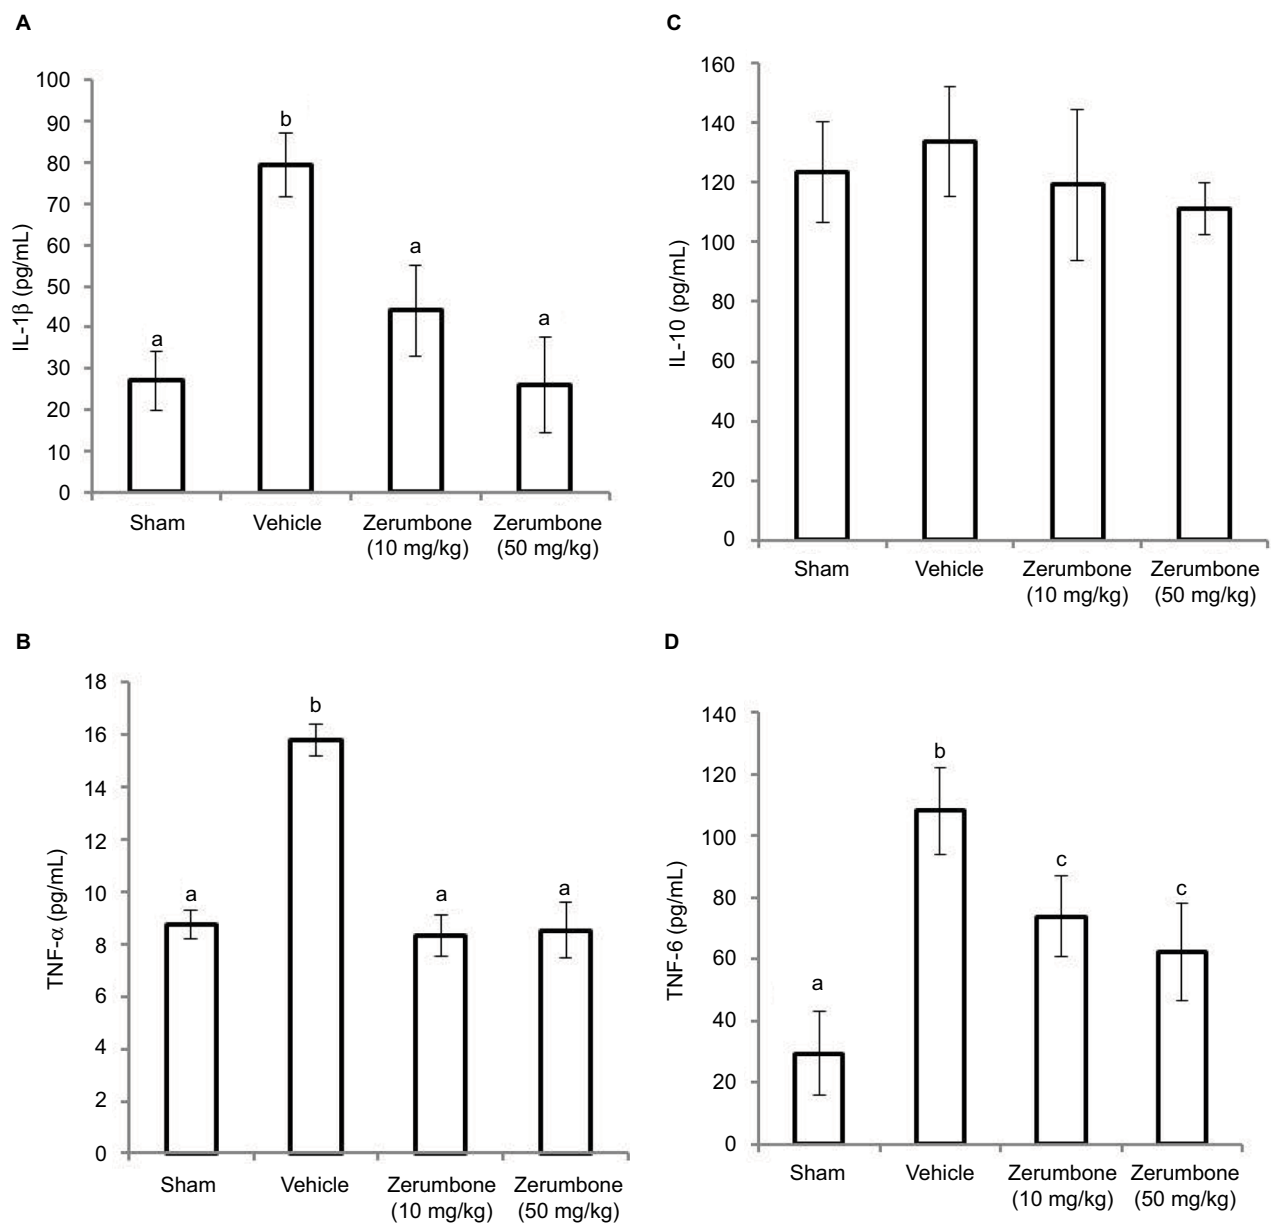 A
100
90
80
70
60
50
40
30
20
10
0
IL-1β (pg/mL)
a
b
a
a
Sham
Vehicle
Zerumbone
(10 mg/kg)
Zerumbone
(50 mg/kg)
C
160
140
120
100
80
60
40
20
0
IL-10 (pg/mL)
Sham
Vehicle
Zerumbone
(10 mg/kg)
Zerumbone
(50 mg/kg)
B
18
16
14
12
10
8
6
4
2
0
TNF-α (pg/mL)
a
b
a
a
Sham
Vehicle
Zerumbone
(10 mg/kg)
Zerumbone
(50 mg/kg)
D
140
120
100
80
60
40
20
0
TNF-6 (pg/mL)
a
b
c
c
Sham
Vehicle
Zerumbone
(10 mg/kg)
Zerumbone
(50 mg/kg)